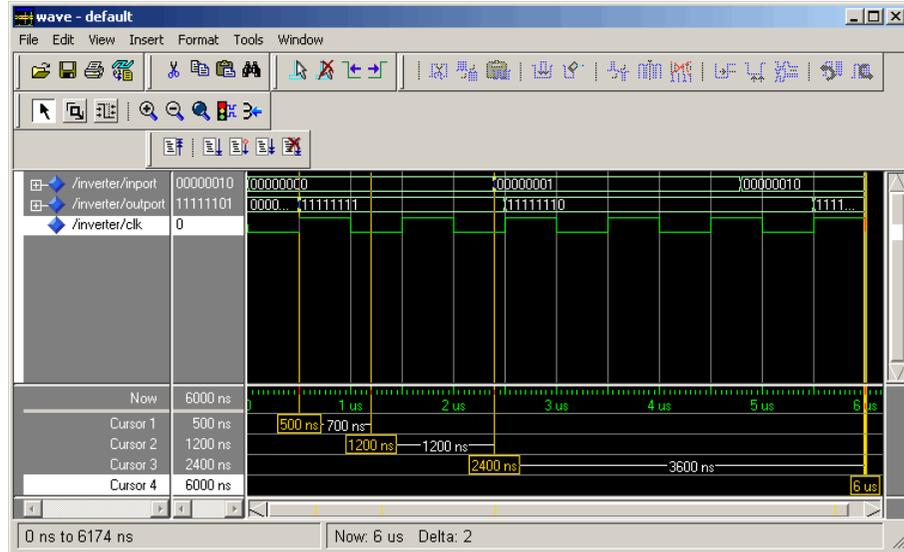 wave - default
File Edit View Insert Format Tools Window
/inverter/inport 00000010 00000000 00000001 00000010
/inverter/outport 11111101 0000... 11111111 11111110 1111...
/inverter/clk 0
Now 6000 ns 0 1 us 2 us 3 us 4 us 5 us 6 us
Cursor 1 500 ns 500 ns 700 ns
Cursor 2 1200 ns 1200 ns 1200 ns
Cursor 3 2400 ns 2400 ns 3600 ns
Cursor 4 6000 ns 6 us
0 ns to 6174 ns Now: 6 us Delta: 2